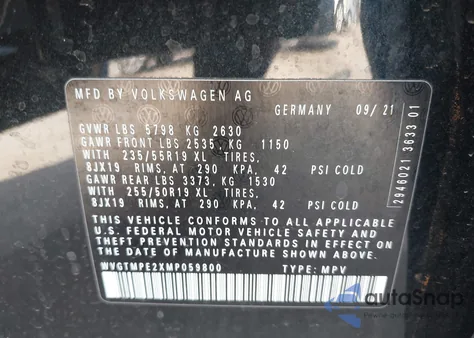 MFD BY VOLKSWAGEN AG
GERMANY 09/21
GVWR LBS 5798 KG 2630
GAWR FRONT LBS 2535 KG 1150
WITH 235/55R19 XL TIRES,
8JX19 RIMS, AT 290 KPA, 42 PSI COLD
GAWR REAR LBS 3373, KG 1530
WITH 255/50R19 XL TIRES,
8JX19 RIMS, AT 290 KPA, 42 PSI COLD
THIS VEHICLE CONFORMS TO ALL APPLICABLE
U.S. FEDERAL MOTOR VEHICLE SAFETY AND
THEFT PREVENTION STANDARDS IN EFFECT ON
THE DATE OF MANUFACTURE SHOWN ABOVE.
WVGTMPE2XMP059800 TYPE: MPV
2946021 3633 01
autoSnap